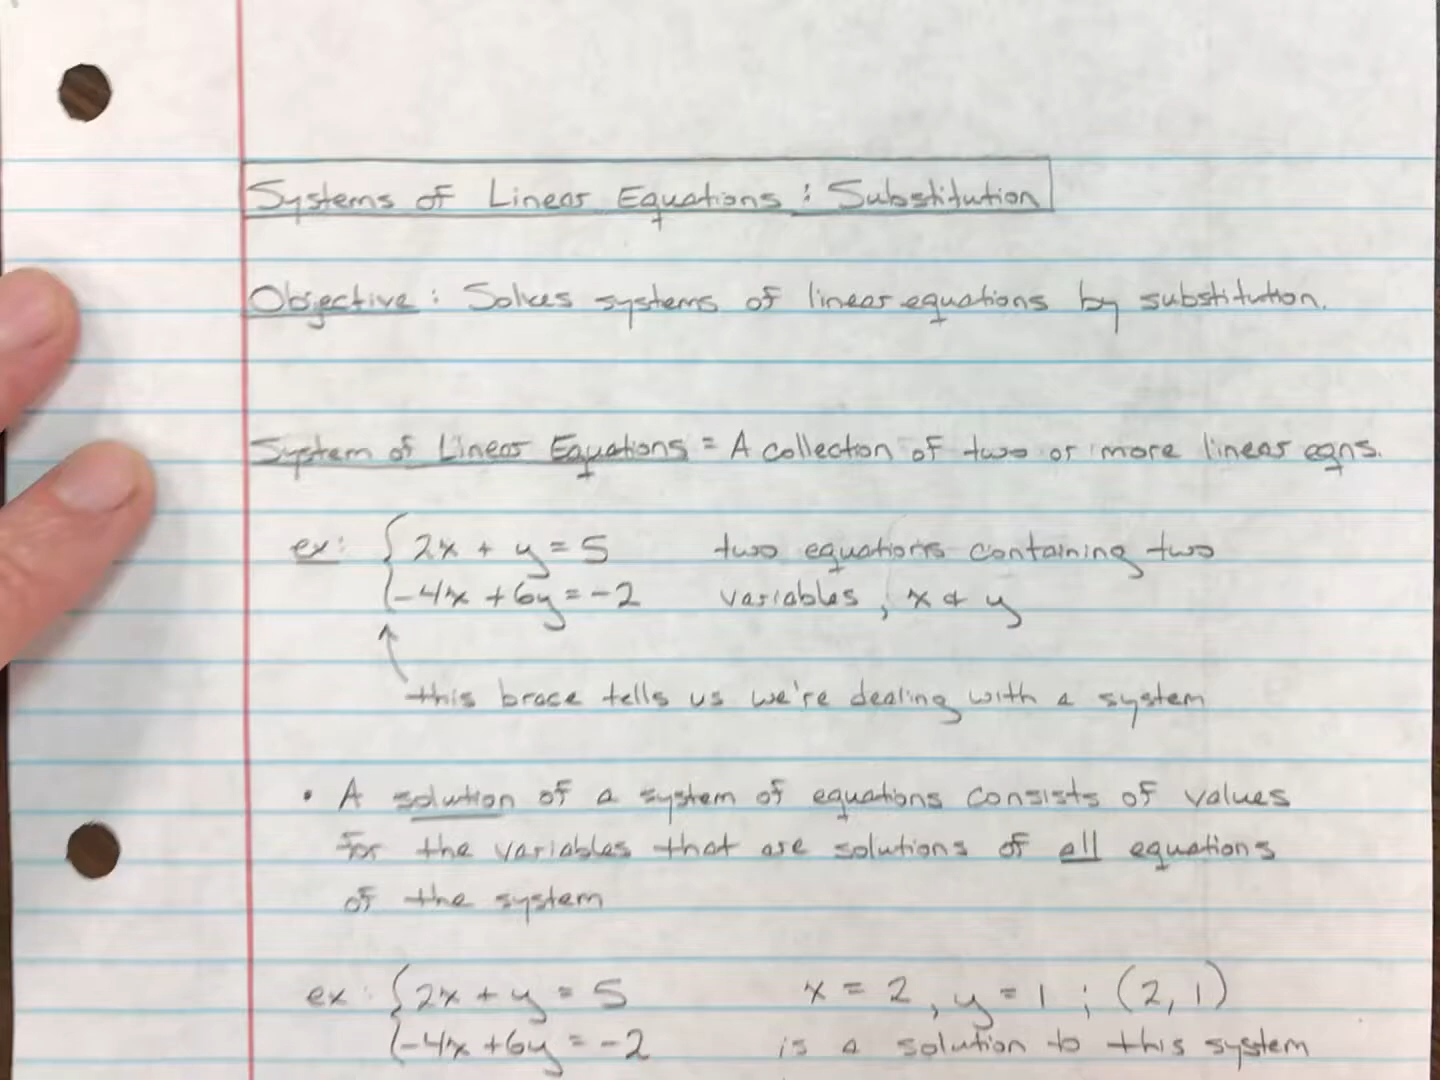 Systems of Linear Equations : Substitution
Objective : Solves systems of linear equations by substitution.
System of Linear Equations = A collection of two or more linear eqns.
ex: { 2x + y = 5 two equations containing two
-4x + 6y = -2 variables, x & y
this brace tells us we're dealing with a system
• A solution of a system of equations consists of values
for the variables that are solutions of all equations
of the system
ex: { 2x + y = 5 x = 2, y = 1 ; (2, 1)
-4x + 6y = -2 is a solution to this system